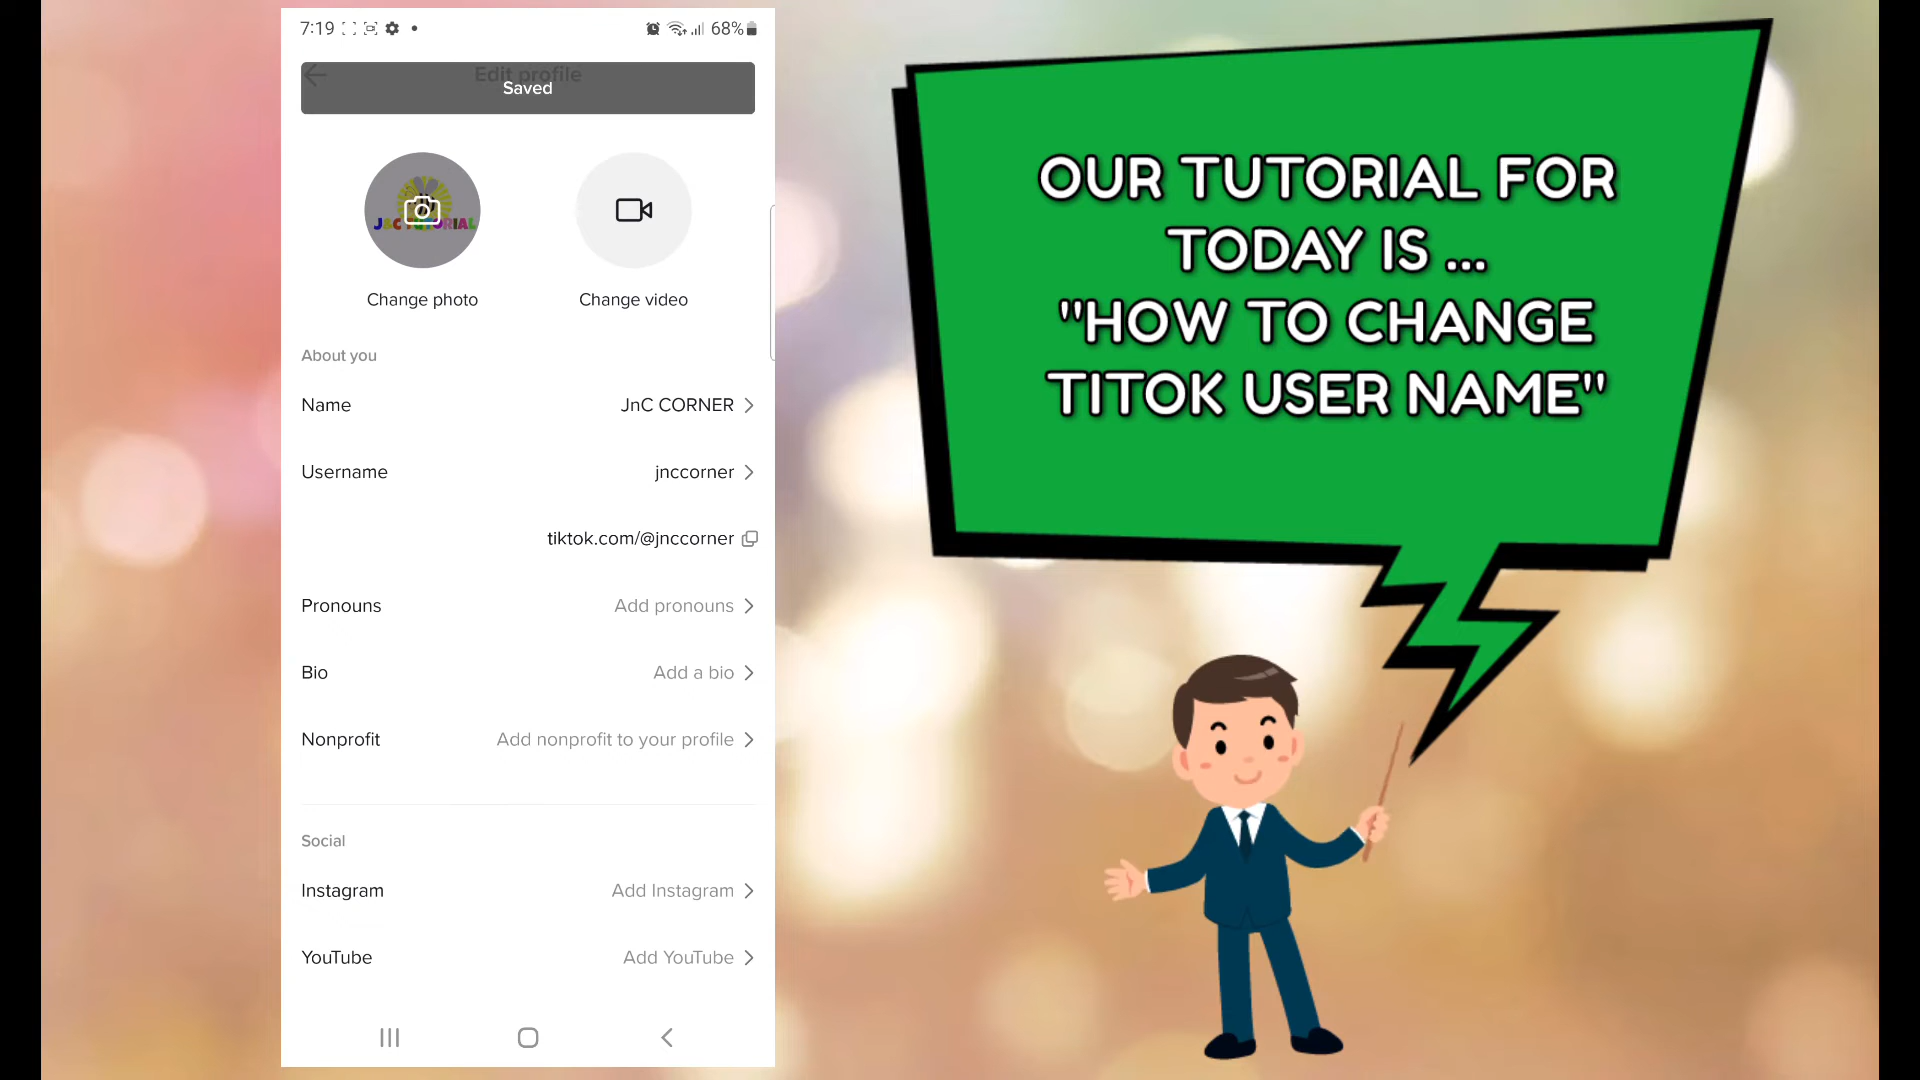 7:19 68%
Edit profile
Saved
J&C TUTORIAL
Change photo Change video
About you
Name JnC CORNER
Username jnccorner
tiktok.com/@jnccorner
Pronouns Add pronouns
Bio Add a bio
Nonprofit Add nonprofit to your profile
Social
Instagram Add Instagram
YouTube Add YouTube
OUR TUTORIAL FOR
TODAY IS ...
"HOW TO CHANGE
TITOK USER NAME"